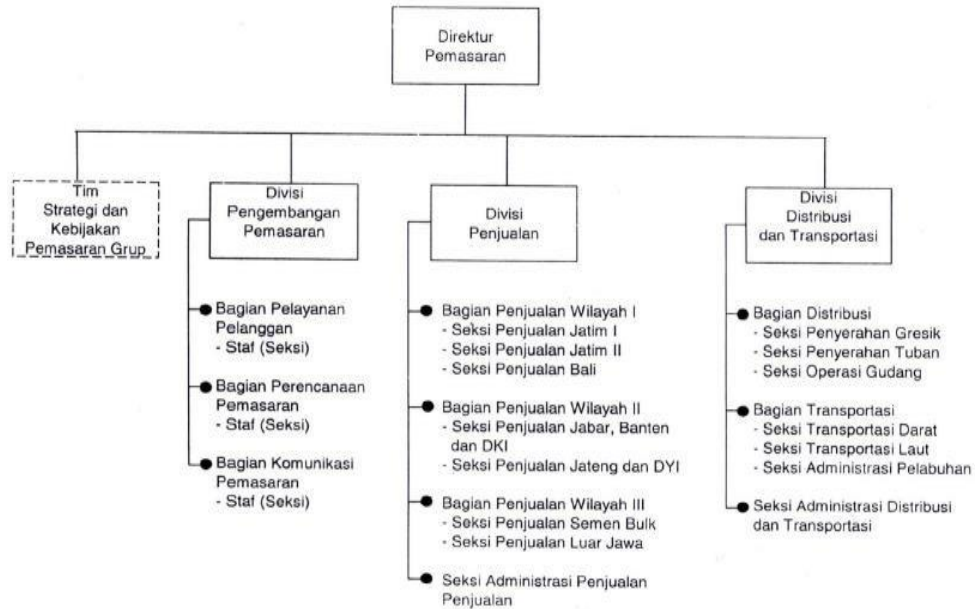 Direktur
Pemasaran
Tim
Strategi dan
Kebijakan
Pemasaran Grup
Divisi
Pengembangan
Pemasaran
Divisi
Penjualan
Divisi
Distribusi
dan Transportasi
Bagian Pelayanan
Pelanggan
- Staf (Seksi)
Bagian Perencanaan
Pemasaran
- Staf (Seksi)
Bagian Komunikasi
Pemasaran
- Staf (Seksi)
Bagian Penjualan Wilayah I
- Seksi Penjualan Jatim I
- Seksi Penjualan Jatim II
- Seksi Penjualan Bali
Bagian Penjualan Wilayah II
- Seksi Penjualan Jabar, Banten
dan DKI
- Seksi Penjualan Jateng dan DYI
Bagian Penjualan Wilayah III
- Seksi Penjualan Semen Bulk
- Seksi Penjualan Luar Jawa
Seksi Administrasi Penjualan
Penjualan
Bagian Distribusi
- Seksi Penyerahan Gresik
- Seksi Penyerahan Tuban
- Seksi Operasi Gudang
Bagian Transportasi
- Seksi Transportasi Darat
- Seksi Transportasi Laut
- Seksi Administrasi Pelabuhan
Seksi Administrasi Distribusi
dan Transportasi